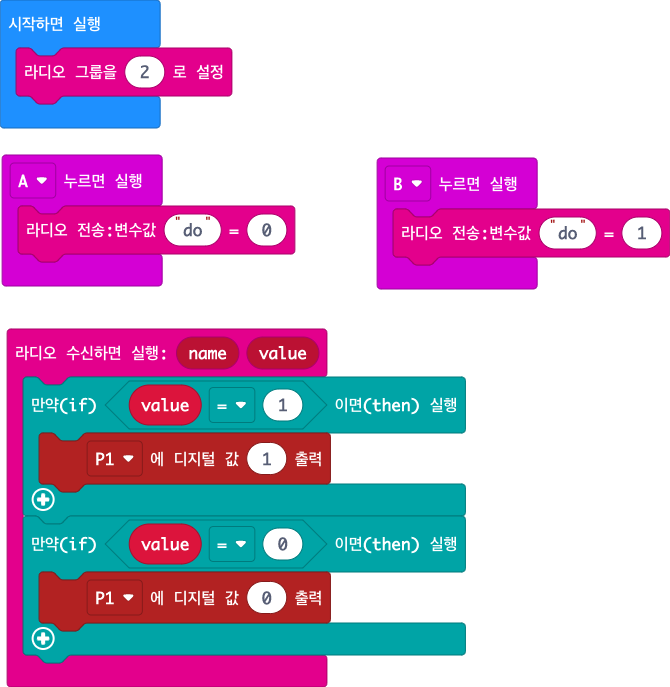 시작하면 실행
라디오 그룹을 2 로 설정
A 누르면 실행
라디오 전송:변수값 "do" = 0
B 누르면 실행
라디오 전송:변수값 "do" = 1
라디오 수신하면 실행: name value
만약(if) value = 1 이면(then) 실행
P1 에 디지털 값 1 출력
만약(if) value = 0 이면(then) 실행
P1 에 디지털 값 0 출력